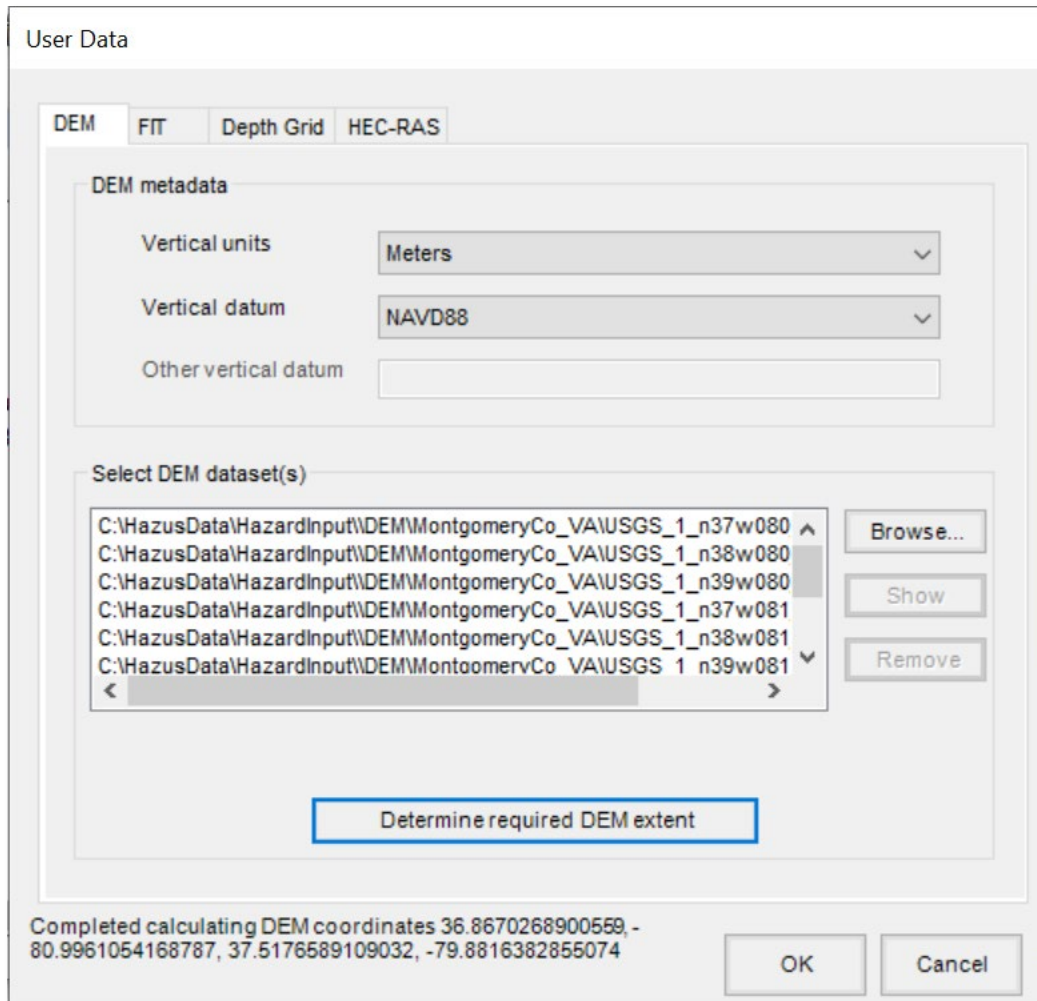 User Data
DEM FIT Depth Grid HEC-RAS
DEM metadata
Vertical units
Meters
Vertical datum
NAVD88
Other vertical datum
Select DEM dataset(s)
C:\HazusData\HazardInput\\DEM\MontgomeryCo_VA\USGS_1_n37w080
C:\HazusData\HazardInput\\DEM\MontgomeryCo_VA\USGS_1_n38w080
C:\HazusData\HazardInput\\DEM\MontgomeryCo_VA\USGS_1_n39w080
C:\HazusData\HazardInput\\DEM\MontgomeryCo_VA\USGS_1_n37w081
C:\HazusData\HazardInput\\DEM\MontgomeryCo_VA\USGS_1_n38w081
C:\HazusData\HazardInput\\DEM\MontgomeryCo_VA\USGS_1_n39w081
Browse...
Show
Remove
Determine required DEM extent
Completed calculating DEM coordinates 36.8670268900559, -
80.9961054168787, 37.5176589109032, -79.8816382855074
OK
Cancel